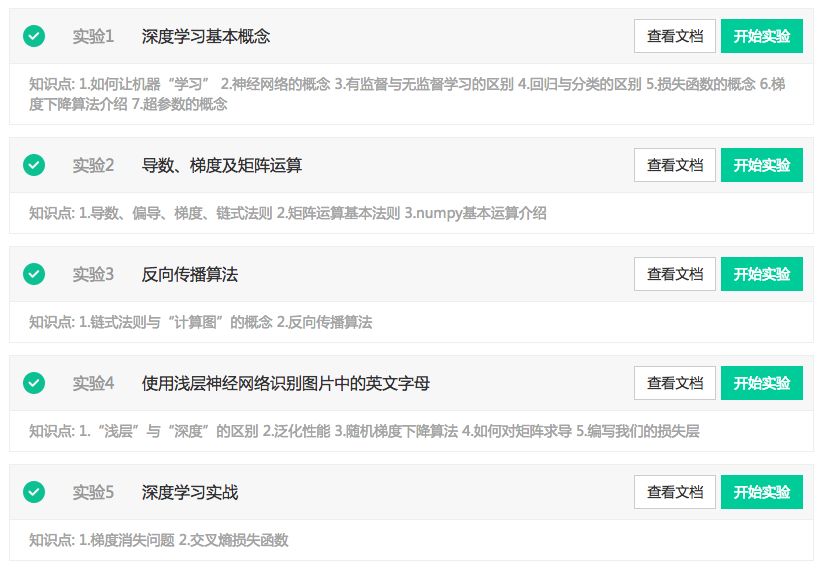 实验1 深度学习基本概念 查看文档 开始实验
知识点: 1.如何让机器“学习” 2.神经网络的概念 3.有监督与无监督学习的区别 4.回归与分类的区别 5.损失函数的概念 6.梯
度下降算法介绍 7.超参数的概念
实验2 导数、梯度及矩阵运算 查看文档 开始实验
知识点: 1.导数、偏导、梯度、链式法则 2.矩阵运算基本法则 3.numpy基本运算介绍
实验3 反向传播算法 查看文档 开始实验
知识点: 1.链式法则与“计算图”的概念 2.反向传播算法
实验4 使用浅层神经网络识别图片中的英文字母 查看文档 开始实验
知识点: 1.“浅层”与“深度”的区别 2.泛化性能 3.随机梯度下降算法 4.如何对矩阵求导 5.编写我们的损失层
实验5 深度学习实战 查看文档 开始实验
知识点: 1.梯度消失问题 2.交叉熵损失函数